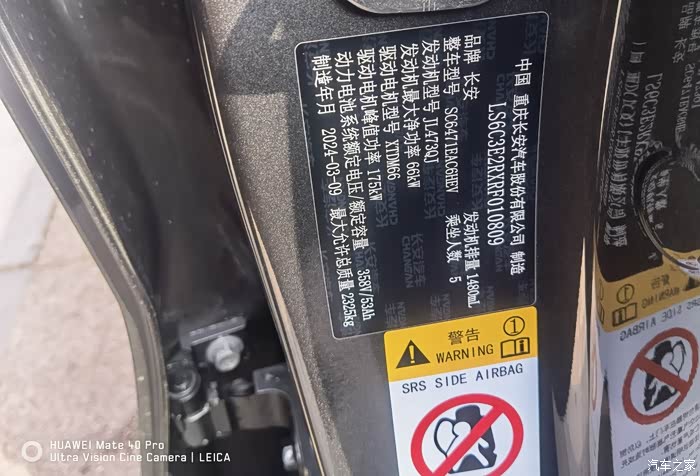 中国 重庆长安汽车股份有限公司 制造
LS6C3E2RXRB010809
品牌 长安
整车型号 SC6471EAC6HEV 乘坐人数 5
发动机型号 JL473QJ 发动机排量 1480mL
发动机最大净功率 66kW
驱动电机型号 XTDM66
驱动电机峰值功率 175kW
动力电池系统额定电压/额定容量 358V/53Ah
制造年月 2024-03-09 最大允许总质量 2325kg
警告
WARNING
SRS SIDE AIRBAG
HUAWEI Mate 40 Pro
Ultra Vision Cine Camera | LEICA
汽车之家